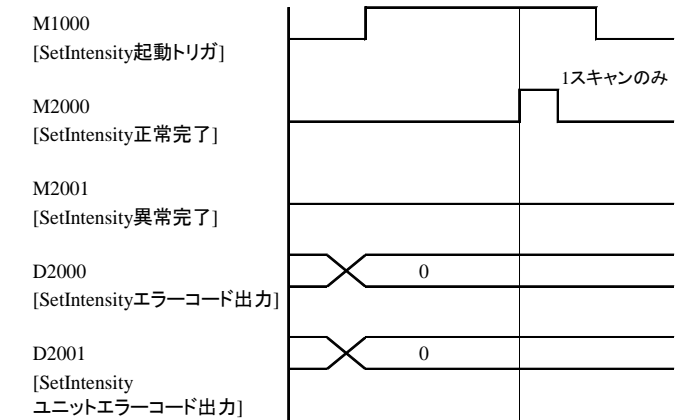 M1000
[SetIntensity起動トリガ]
1スキャンのみ
M2000
[SetIntensity正常完了]
M2001
[SetIntensity異常完了]
D2000
0
[SetIntensityエラーコード出力]
D2001
0
[SetIntensity
ユニットエラーコード出力]